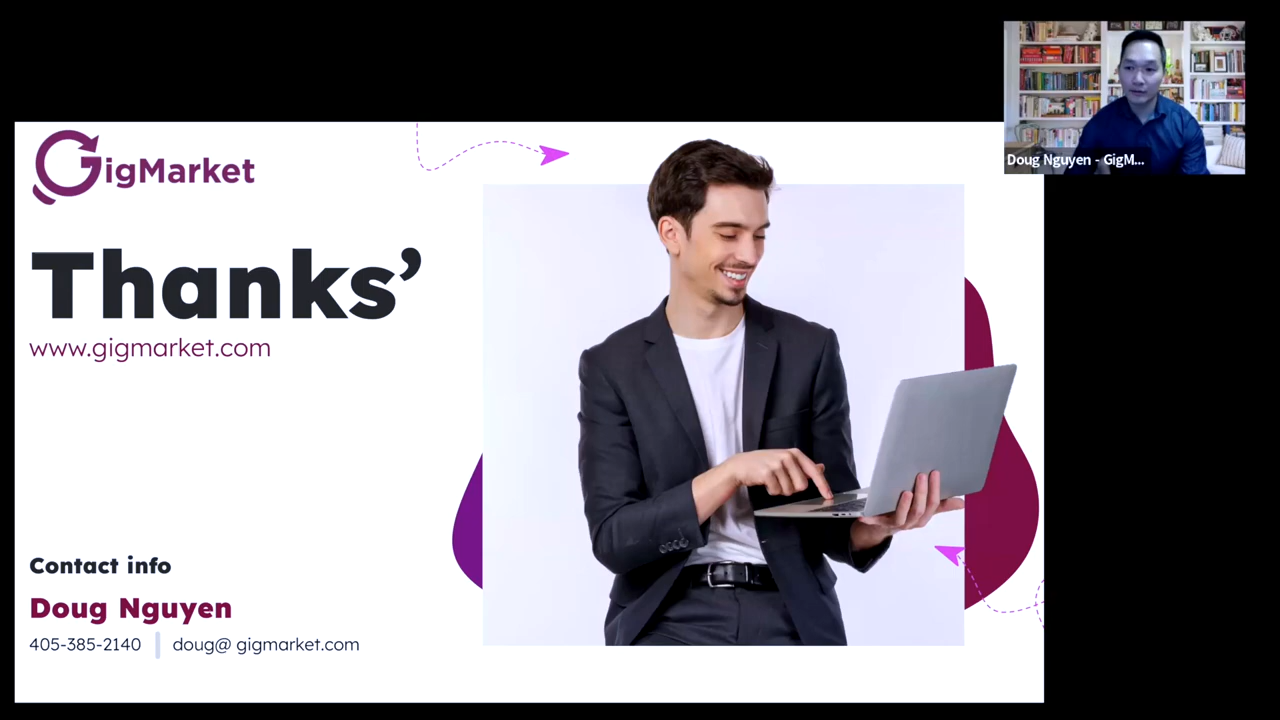 GigMarket
Thanks’
www.gigmarket.com
Contact info
Doug Nguyen
405-385-2140 | doug@ gigmarket.com
Doug Nguyen - GigM...